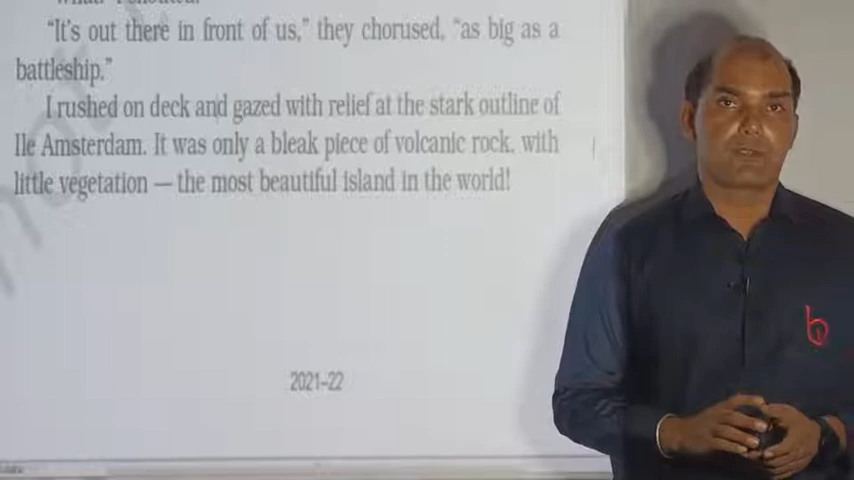 "It's out there in front of us," they chorused, "as big as a
battleship."
I rushed on deck and gazed with relief at the stark outline of
Ile Amsterdam. It was only a bleak piece of volcanic rock, with
little vegetation — the most beautiful island in the world!
2021–22